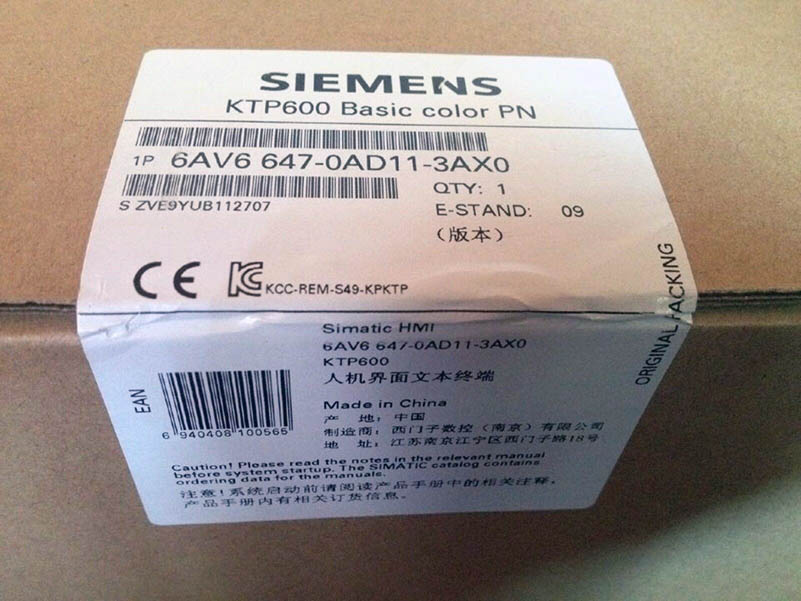 SIEMENS
KTP600 Basic color PN
1P 6AV6 647-0AD11-3AX0
QTY: 1
S ZVE9YUB112707
E-STAND: 09
(版本)
CE KC KCC-REM-S49-KPKTP
ORIGINAL PACKING
Simatic HMI
6AV6 647-0AD11-3AX0
KTP600
人机界面文本终端
EAN
6 940408 100565
Made in China
产 地: 中国
制造商: 西门子数控 (南京) 有限公司
地 址: 江苏南京江宁区西门子路18号
Caution! Please read the notes in the relevant manual
before system startup. The SIMATIC catalog contains
ordering data for the manuals.
注意!系统启动前请阅读产品手册中的相关注释,
产品手册内有相关订货信息。